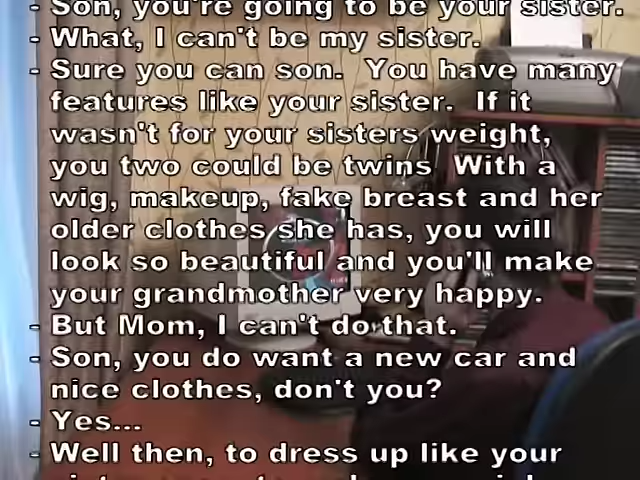 - Son, you're going to be your sister.
- What, I can't be my sister.
- Sure you can son. You have many
features like your sister. If it
wasn't for your sisters weight,
you two could be twins With a
wig, makeup, fake breast and her
older clothes she has, you will
look so beautiful and you'll make
your grandmother very happy.
- But Mom, I can't do that.
- Son, you do want a new car and
nice clothes, don't you?
- Yes...
- Well then, to dress up like your